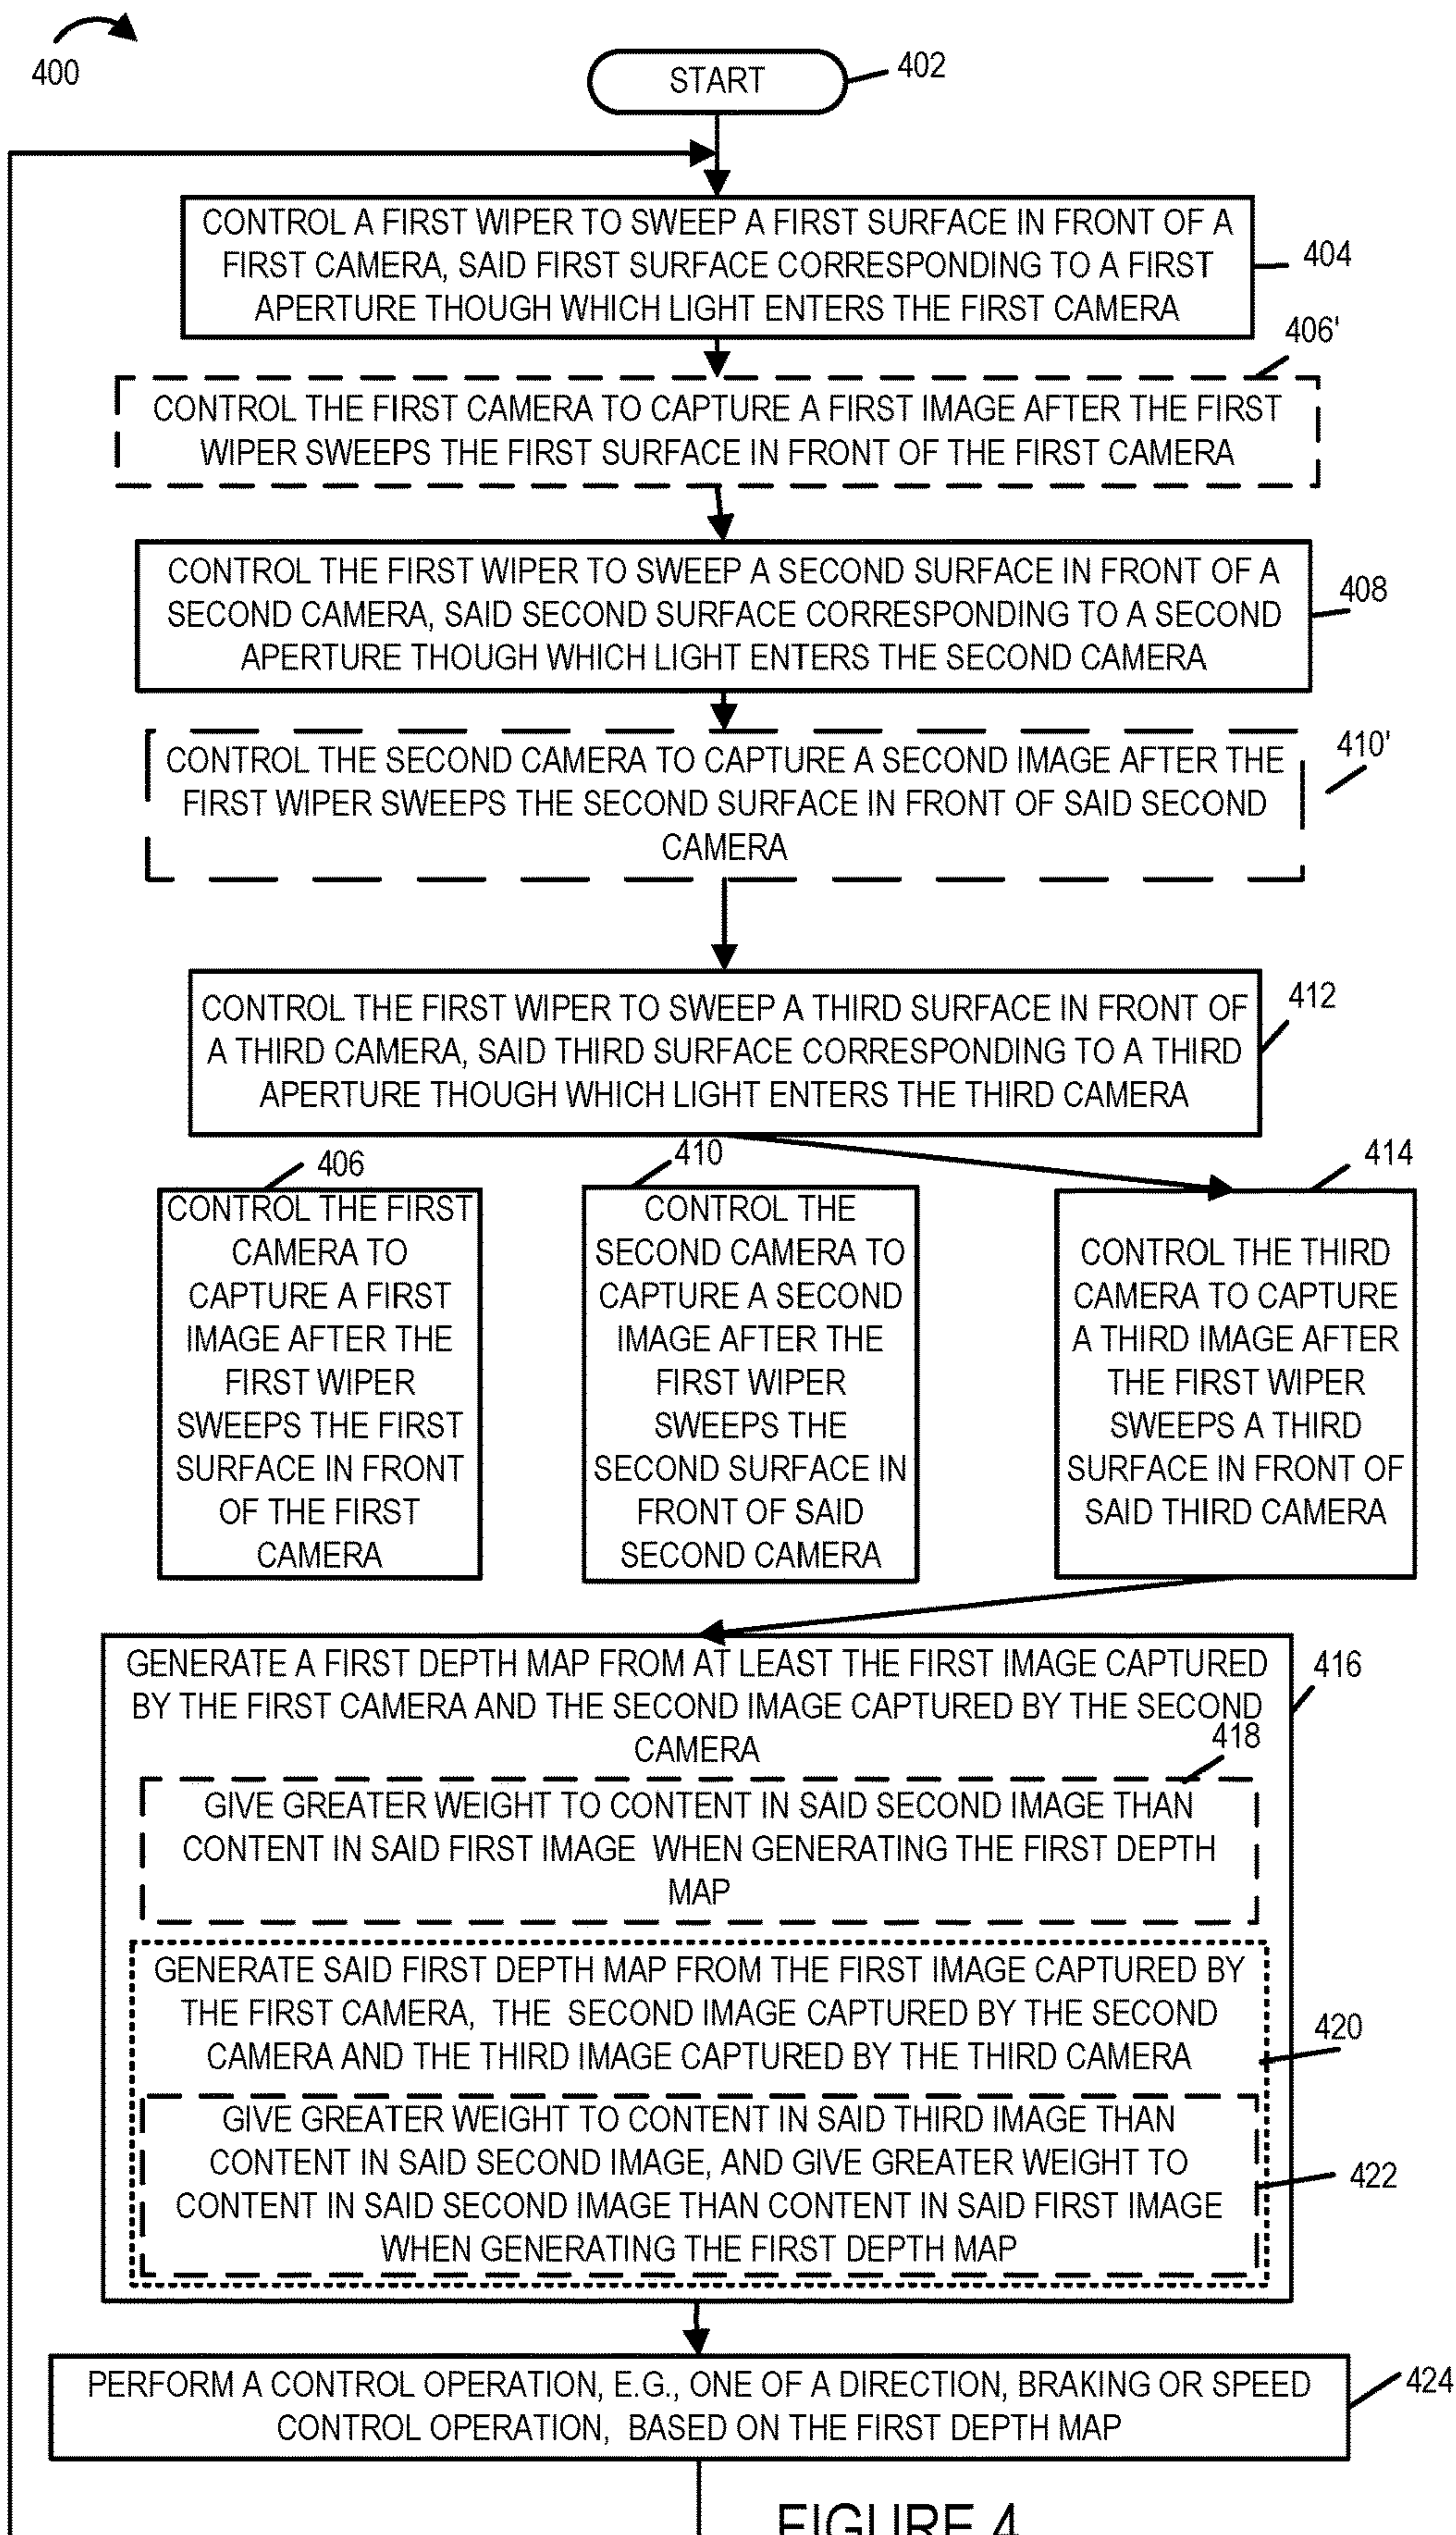 400
START
402
CONTROL A FIRST WIPER TO SWEEP A FIRST SURFACE IN FRONT OF A
FIRST CAMERA, SAID FIRST SURFACE CORRESPONDING TO A FIRST
APERTURE THOUGH WHICH LIGHT ENTERS THE FIRST CAMERA
404
406'
CONTROL THE FIRST CAMERA TO CAPTURE A FIRST IMAGE AFTER THE FIRST
WIPER SWEEPS THE FIRST SURFACE IN FRONT OF THE FIRST CAMERA
CONTROL THE FIRST WIPER TO SWEEP A SECOND SURFACE IN FRONT OF A
SECOND CAMERA, SAID SECOND SURFACE CORRESPONDING TO A SECOND
APERTURE THOUGH WHICH LIGHT ENTERS THE SECOND CAMERA
408
CONTROL THE SECOND CAMERA TO CAPTURE A SECOND IMAGE AFTER THE
FIRST WIPER SWEEPS THE SECOND SURFACE IN FRONT OF SAID SECOND
CAMERA
410'
CONTROL THE FIRST WIPER TO SWEEP A THIRD SURFACE IN FRONT OF
A THIRD CAMERA, SAID THIRD SURFACE CORRESPONDING TO A THIRD
APERTURE THOUGH WHICH LIGHT ENTERS THE THIRD CAMERA
412
406
CONTROL THE FIRST
CAMERA TO
CAPTURE A FIRST
IMAGE AFTER THE
FIRST WIPER
SWEEPS THE FIRST
SURFACE IN FRONT
OF THE FIRST
CAMERA
410
CONTROL THE
SECOND CAMERA TO
CAPTURE A SECOND
IMAGE AFTER THE
FIRST WIPER
SWEEPS THE
SECOND SURFACE IN
FRONT OF SAID
SECOND CAMERA
414
CONTROL THE THIRD
CAMERA TO CAPTURE
A THIRD IMAGE AFTER
THE FIRST WIPER
SWEEPS A THIRD
SURFACE IN FRONT OF
SAID THIRD CAMERA
GENERATE A FIRST DEPTH MAP FROM AT LEAST THE FIRST IMAGE CAPTURED
BY THE FIRST CAMERA AND THE SECOND IMAGE CAPTURED BY THE SECOND
CAMERA
416
418
GIVE GREATER WEIGHT TO CONTENT IN SAID SECOND IMAGE THAN
CONTENT IN SAID FIRST IMAGE WHEN GENERATING THE FIRST DEPTH
MAP
GENERATE SAID FIRST DEPTH MAP FROM THE FIRST IMAGE CAPTURED BY
THE FIRST CAMERA, THE SECOND IMAGE CAPTURED BY THE SECOND
CAMERA AND THE THIRD IMAGE CAPTURED BY THE THIRD CAMERA
420
GIVE GREATER WEIGHT TO CONTENT IN SAID THIRD IMAGE THAN
CONTENT IN SAID SECOND IMAGE, AND GIVE GREATER WEIGHT TO
CONTENT IN SAID SECOND IMAGE THAN CONTENT IN SAID FIRST IMAGE
WHEN GENERATING THE FIRST DEPTH MAP
422
PERFORM A CONTROL OPERATION, E.G., ONE OF A DIRECTION, BRAKING OR SPEED
CONTROL OPERATION, BASED ON THE FIRST DEPTH MAP
424
FIGURE 4